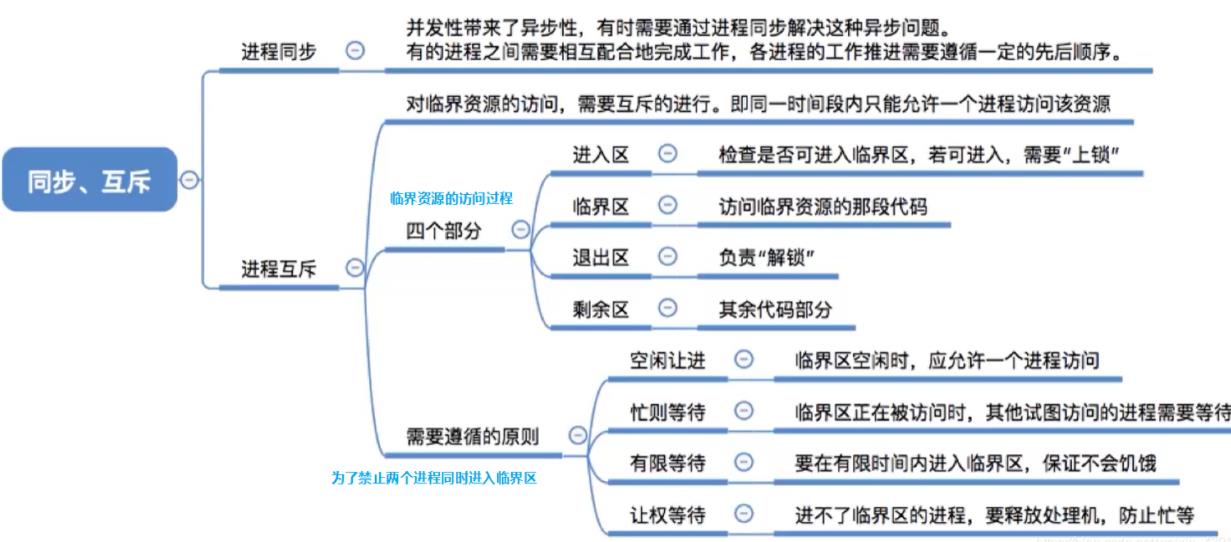 同步、互斥
进程同步
并发性带来了异步性，有时需要通过进程同步解决这种异步问题。
有的进程之间需要相互配合地完成工作，各进程的工作推进需要遵循一定的先后顺序。
进程互斥
对临界资源的访问，需要互斥的进行。即同一时间段内只能允许一个进程访问该资源
临界资源的访问过程
四个部分
进入区
检查是否可进入临界区，若可进入，需要“上锁”
临界区
访问临界资源的那段代码
退出区
负责“解锁”
剩余区
其余代码部分
需要遵循的原则
为了禁止两个进程同时进入临界区
空闲让进
临界区空闲时，应允许一个进程访问
忙则等待
临界区正在被访问时，其他试图访问的进程需要等待
有限等待
要在有限时间内进入临界区，保证不会饥饿
让权等待
进不了临界区的进程，要释放处理机，防止忙等